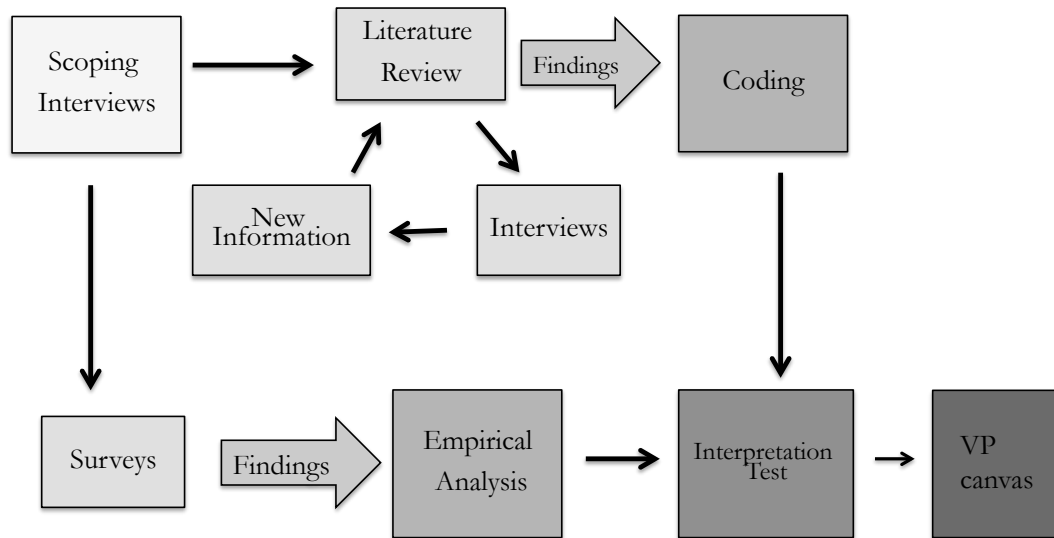 Scoping
Interviews
Literature
Review
Findings
Coding
New
Information
Interviews
Surveys
Findings
Empirical
Analysis
Interpretation
Test
VP
canvas